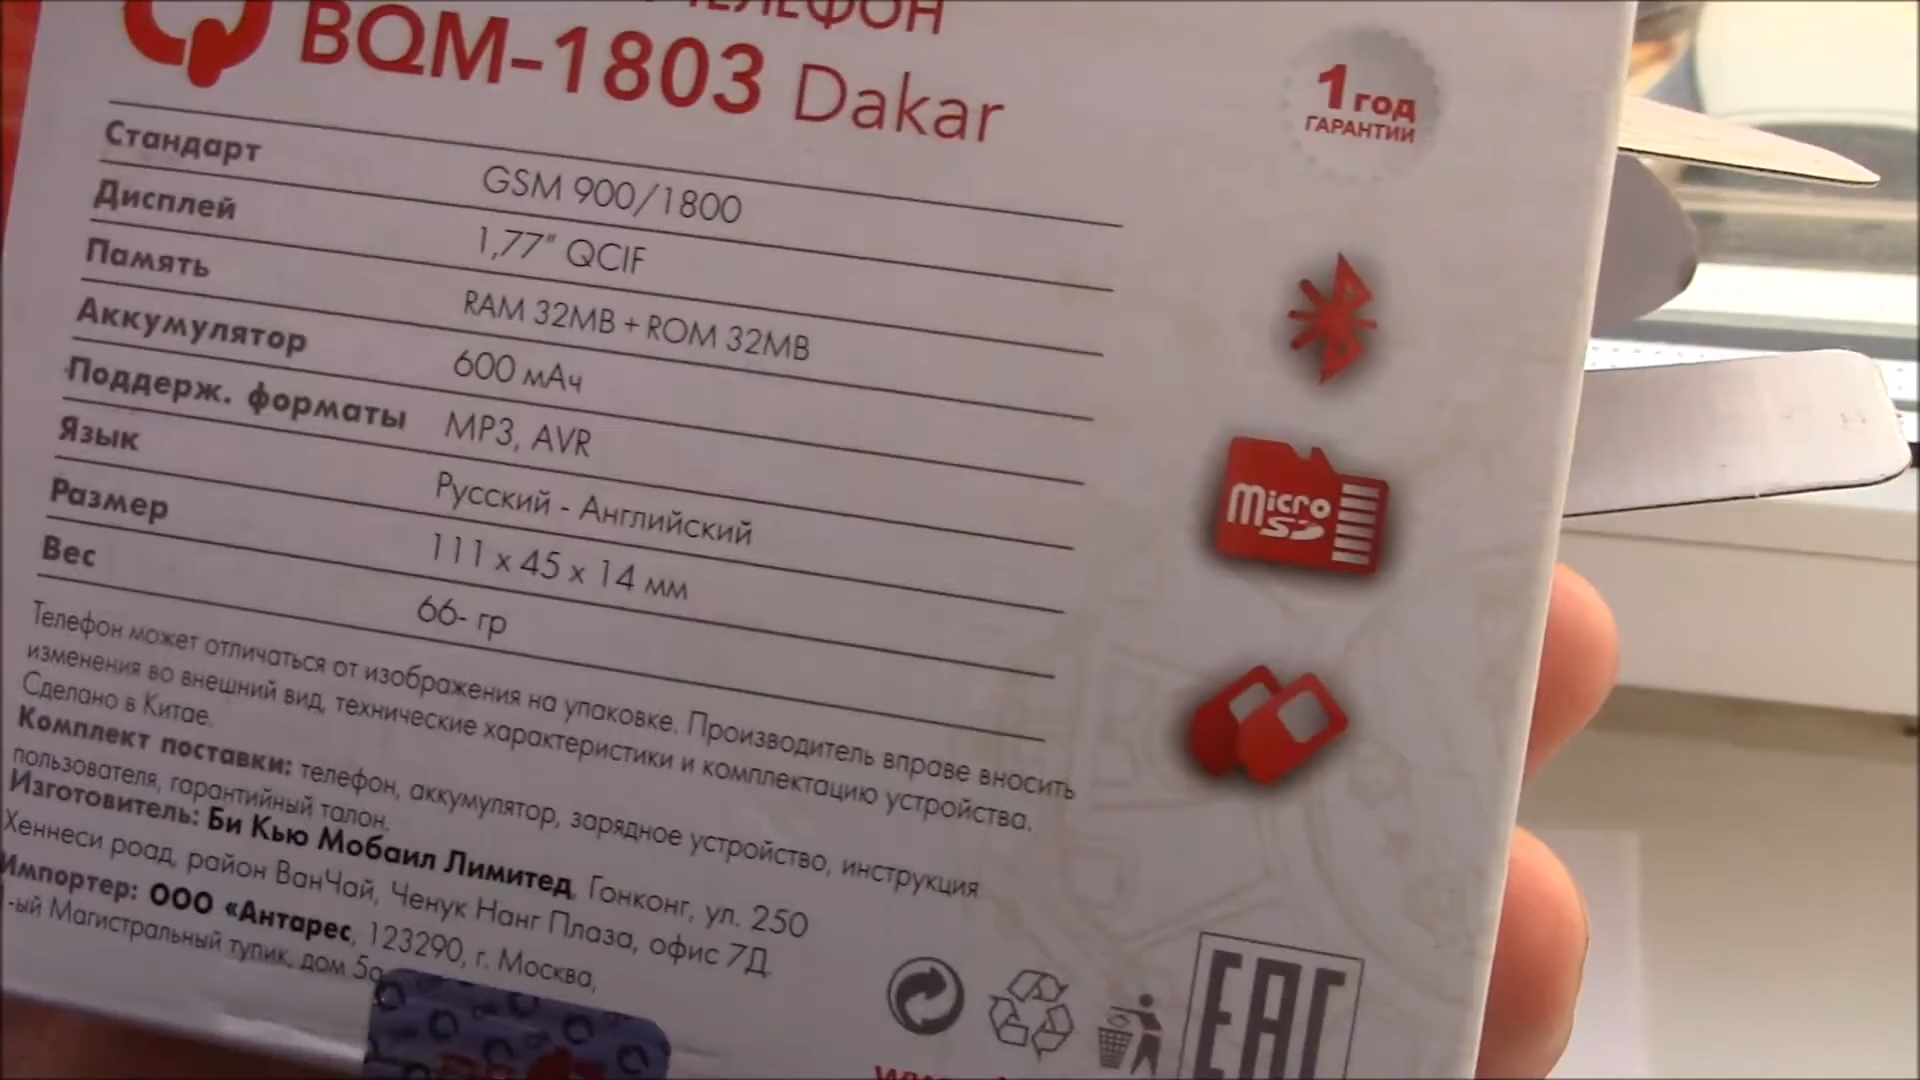 ТЕЛЕФОН
BQM-1803 Dakar
1 год
ГАРАНТИИ
Стандарт GSM 900/1800
Дисплей 1,77” QCIF
Память RAM 32MB + ROM 32MB
Аккумулятор 600 мАч
Поддерж. форматы MP3, AVR
Язык Русский - Английский
Размер 111 x 45 x 14 мм
Вес 66- гр
Micro
SD
Телефон может отличаться от изображения на упаковке. Производитель вправе вносить
изменения во внешний вид, технические характеристики и комплектацию устройства.
Сделано в Китае.
Комплект поставки: телефон, аккумулятор, зарядное устройство, инструкция
пользователя, гарантийный талон.
Изготовитель: Би Кью Мобаил Лимитед, Гонконг, ул. 250
Хеннеси роад, район ВанЧай, Ченук Нанг Плаза, офис 7Д.
Импортер: ООО «Антарес, 123290, г. Москва,
-ый Магистральный тупик, дом 5а
EAC